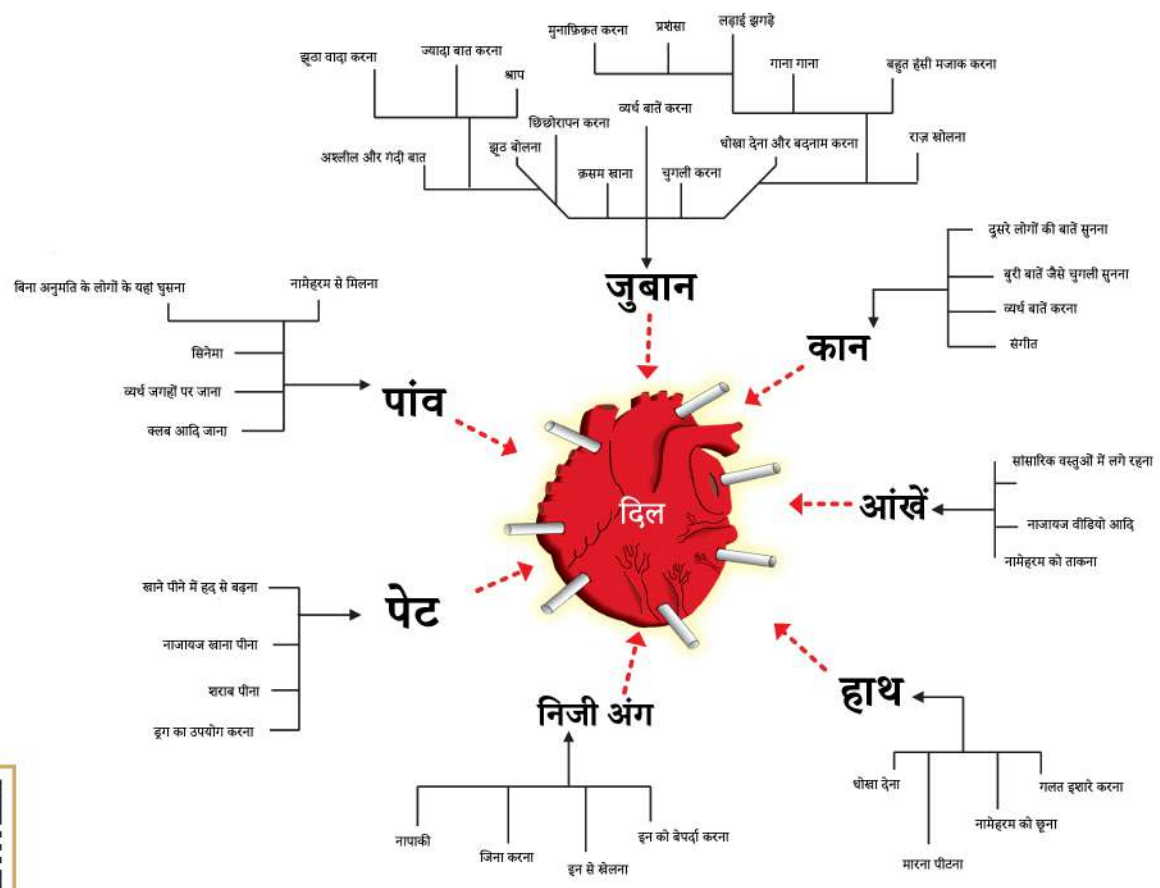 मुनाफ़िक़त करना
प्रशंसा
लड़ाई झगड़े
झूठा वादा करना
ज्यादा बात करना
श्राप
गाना गाना
बहुत हंसी मजाक करना
व्यर्थ बातें करना
छिछोरापन करना
अश्लील और गंदी बात
झूठ बोलना
क़सम खाना
चुगली करना
धोखा देना और बदनाम करना
राज़ खोलना
जुबान
दुसरे लोगों की बातें सुनना
बुरी बातें जैसे चुगली सुनना
व्यर्थ बातें करना
संगीत
कान
बिना अनुमति के लोगों के यहां घुसना
नामेहरम से मिलना
सिनेमा
व्यर्थ जगहों पर जाना
क्लब आदि जाना
पांव
दिल
सांसारिक वस्तुओं में लगे रहना
नाजायज वीडियो आदि
नामेहरम को ताकना
आंखें
खाने पीने में हद से बढ़ना
नाजायज खाना पीना
शराब पीना
ड्रग का उपयोग करना
पेट
निजी अंग
नापाकी
जिना करना
इन से खेलना
इन को बेपर्दा करना
हाथ
धोखा देना
मारना पीटना
नामेहरम को छूना
गलत इशारे करना